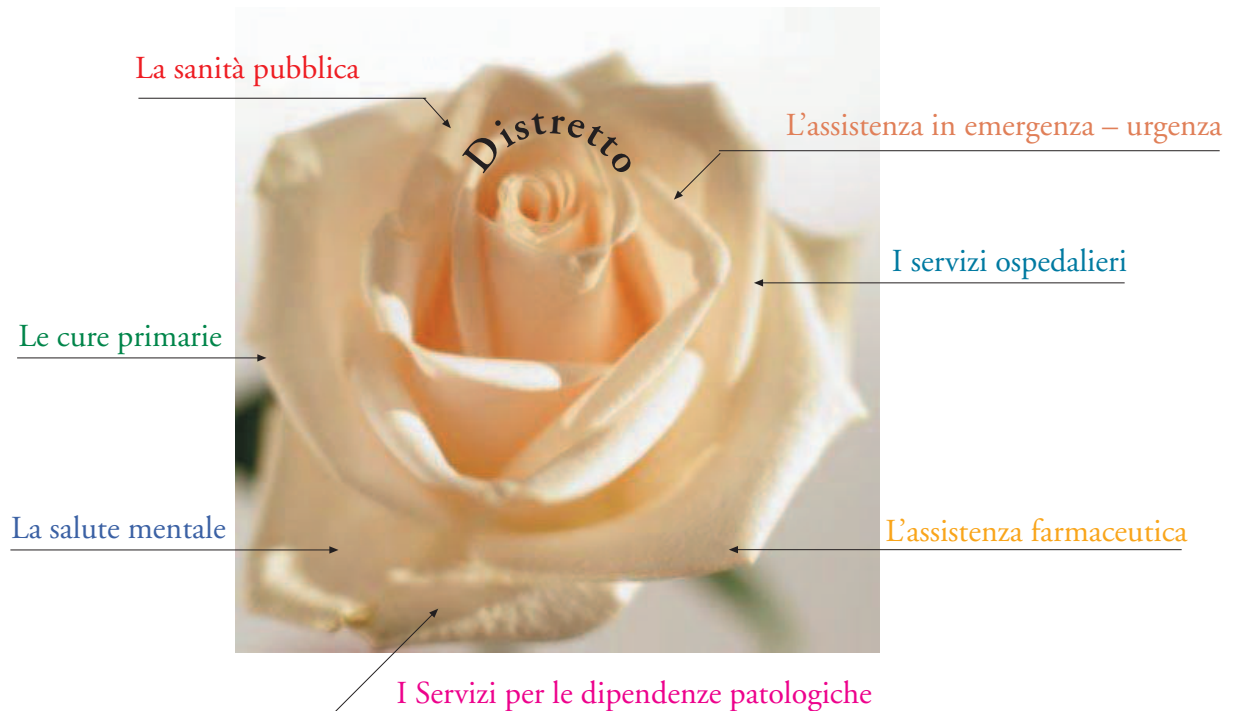 La sanità pubblica
Distretto
L’assistenza in emergenza – urgenza
I servizi ospedalieri
Le cure primarie
La salute mentale
L’assistenza farmaceutica
I Servizi per le dipendenze patologiche